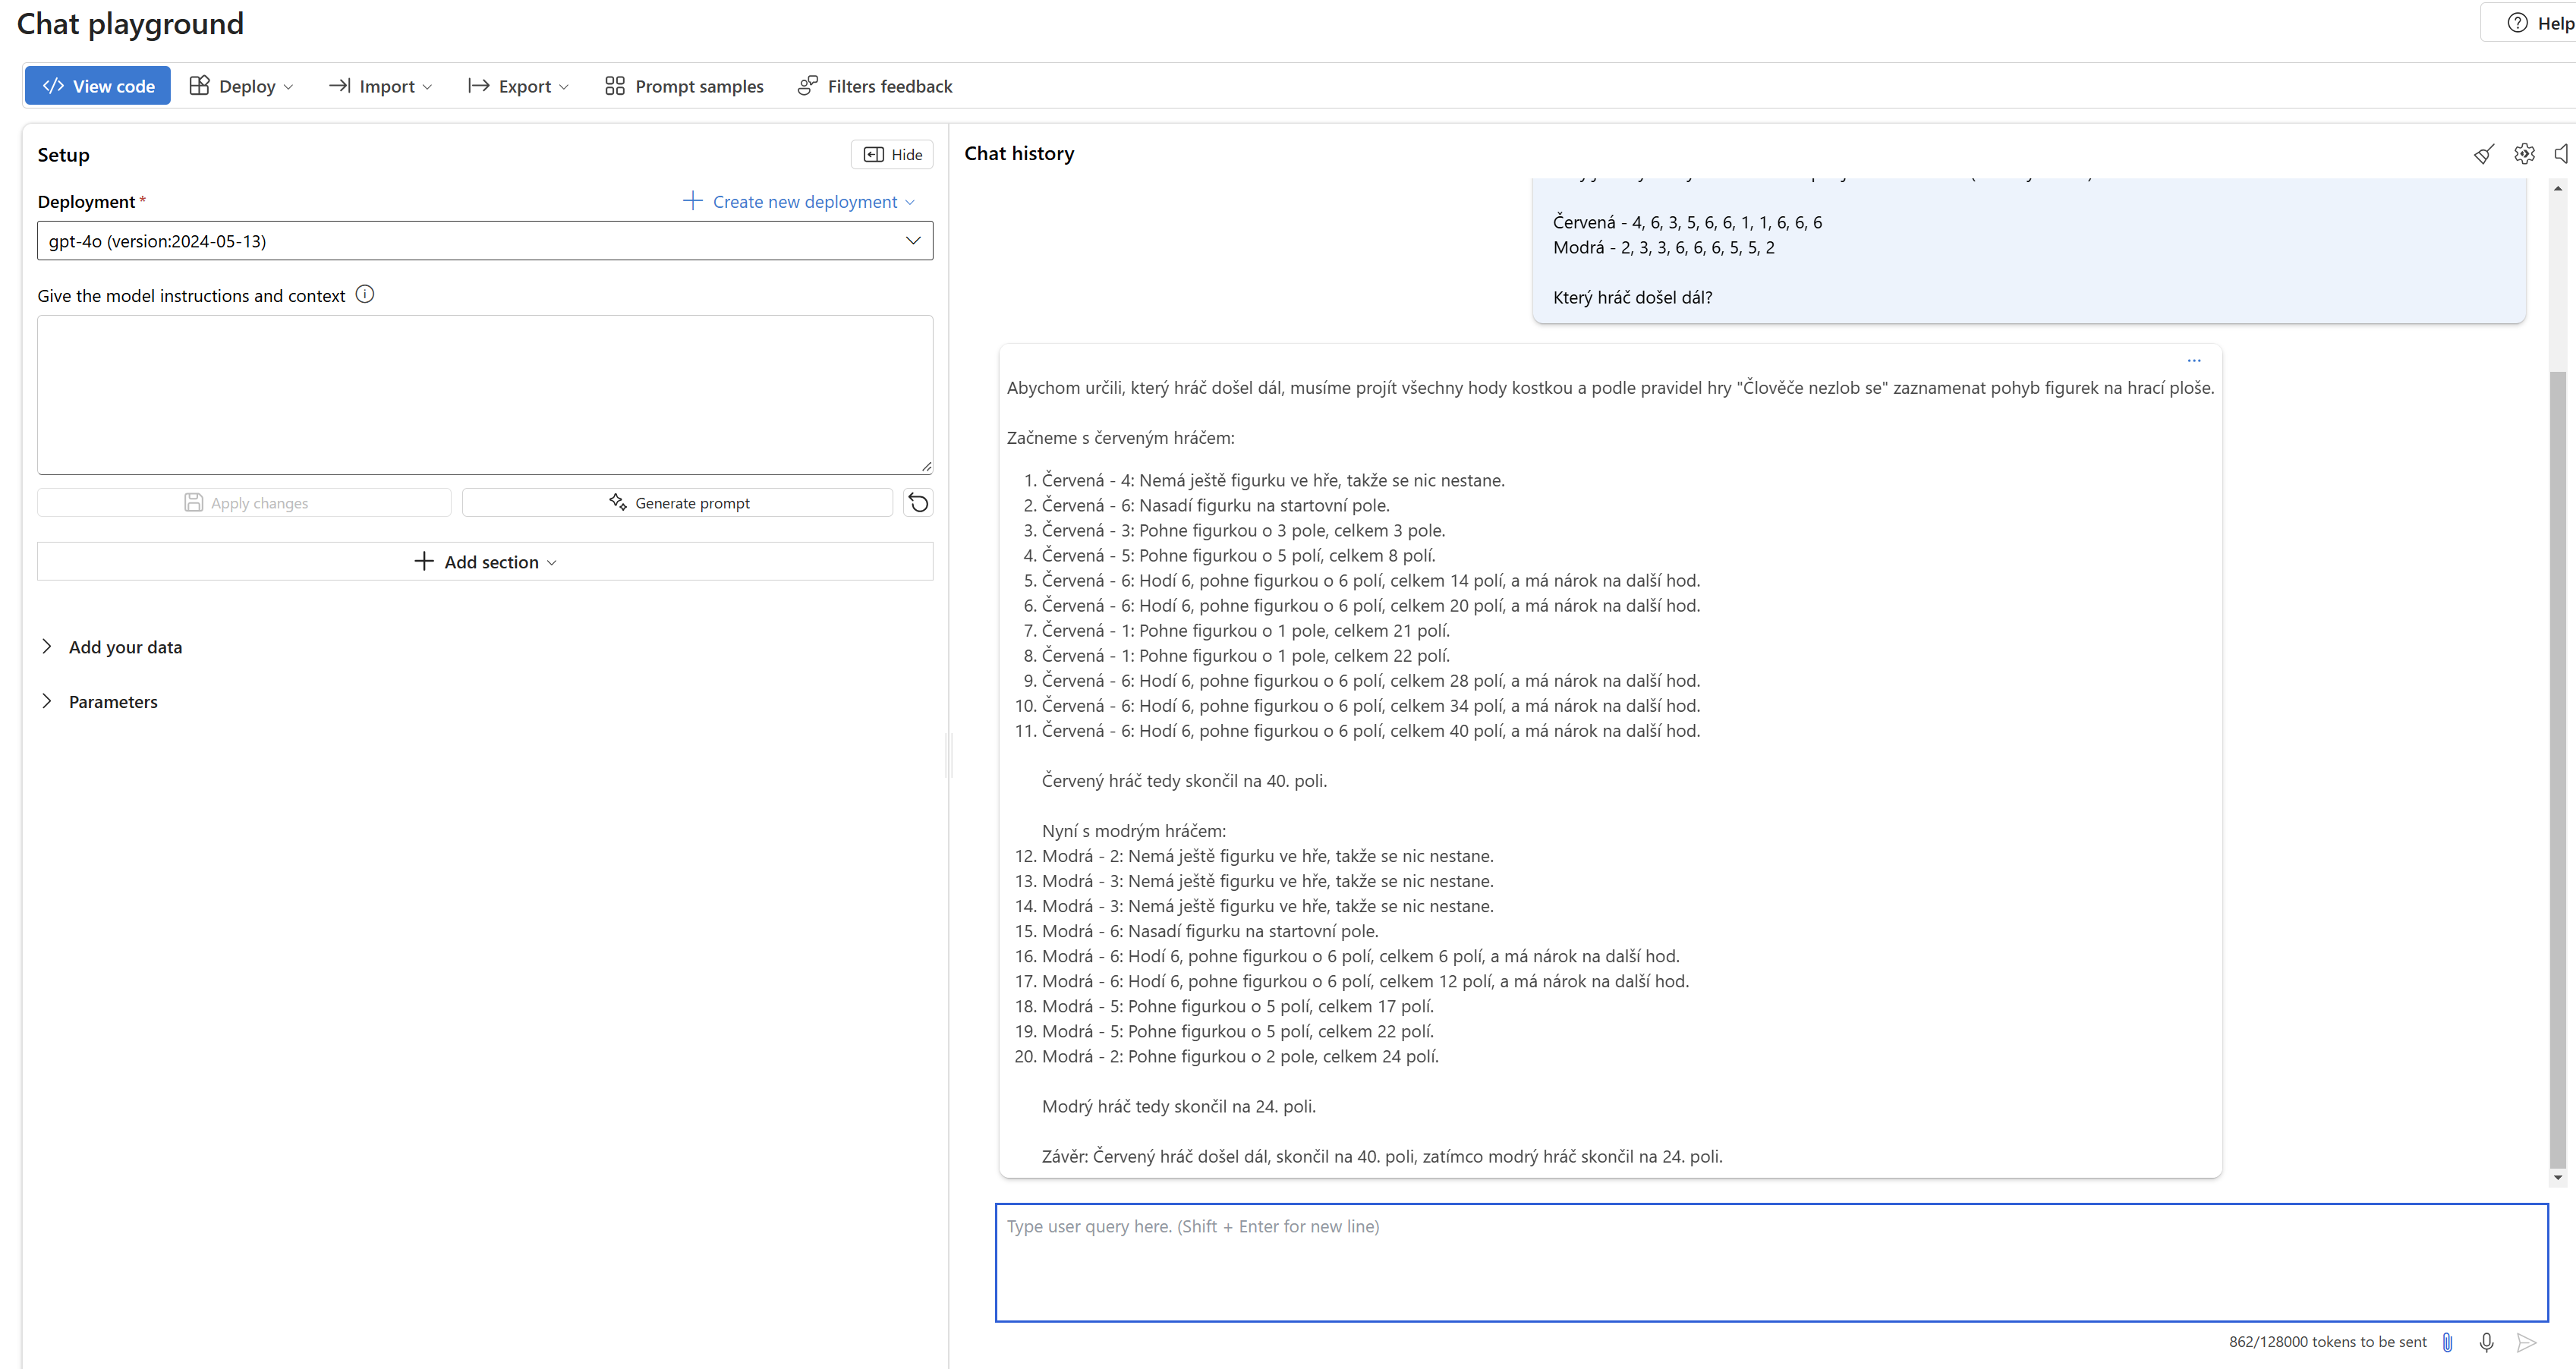 Chat playground
Help
View code
Deploy
Import
Export
Prompt samples
Filters feedback
Setup
Hide
Deployment *
Create new deployment
gpt-4o (version:2024-05-13)
Give the model instructions and context
Apply changes
Generate prompt
Add section
Add your data
Parameters
Chat history
Červená - 4, 6, 3, 5, 6, 6, 1, 1, 6, 6, 6
Modrá - 2, 3, 3, 6, 6, 6, 5, 5, 2
Který hráč došel dál?
...
Abychom určili, který hráč došel dál, musíme projít všechny hody kostkou a podle pravidel hry "Člověče nezlob se" zaznamenat pohyb figurek na hrací ploše.
Začneme s červeným hráčem:
1. Červená - 4: Nemá ještě figurku ve hře, takže se nic nestane.
2. Červená - 6: Nasadí figurku na startovní pole.
3. Červená - 3: Pohne figurkou o 3 pole, celkem 3 pole.
4. Červená - 5: Pohne figurkou o 5 polí, celkem 8 polí.
5. Červená - 6: Hodí 6, pohne figurkou o 6 polí, celkem 14 polí, a má nárok na další hod.
6. Červená - 6: Hodí 6, pohne figurkou o 6 polí, celkem 20 polí, a má nárok na další hod.
7. Červená - 1: Pohne figurkou o 1 pole, celkem 21 polí.
8. Červená - 1: Pohne figurkou o 1 pole, celkem 22 polí.
9. Červená - 6: Hodí 6, pohne figurkou o 6 polí, celkem 28 polí, a má nárok na další hod.
10. Červená - 6: Hodí 6, pohne figurkou o 6 polí, celkem 34 polí, a má nárok na další hod.
11. Červená - 6: Hodí 6, pohne figurkou o 6 polí, celkem 40 polí, a má nárok na další hod.
Červený hráč tedy skončil na 40. poli.
Nyní s modrým hráčem:
12. Modrá - 2: Nemá ještě figurku ve hře, takže se nic nestane.
13. Modrá - 3: Nemá ještě figurku ve hře, takže se nic nestane.
14. Modrá - 3: Nemá ještě figurku ve hře, takže se nic nestane.
15. Modrá - 6: Nasadí figurku na startovní pole.
16. Modrá - 6: Hodí 6, pohne figurkou o 6 polí, celkem 6 polí, a má nárok na další hod.
17. Modrá - 6: Hodí 6, pohne figurkou o 6 polí, celkem 12 polí, a má nárok na další hod.
18. Modrá - 5: Pohne figurkou o 5 polí, celkem 17 polí.
19. Modrá - 5: Pohne figurkou o 5 polí, celkem 22 polí.
20. Modrá - 2: Pohne figurkou o 2 pole, celkem 24 polí.
Modrý hráč tedy skončil na 24. poli.
Závěr: Červený hráč došel dál, skončil na 40. poli, zatímco modrý hráč skončil na 24. poli.
Type user query here. (Shift + Enter for new line)
862/128000 tokens to be sent